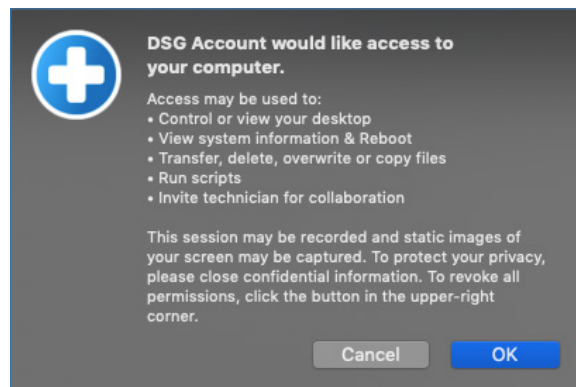 DSG Account would like access to
your computer.
Access may be used to:
• Control or view your desktop
• View system information & Reboot
• Transfer, delete, overwrite or copy files
• Run scripts
• Invite technician for collaboration
This session may be recorded and static images of
your screen may be captured. To protect your privacy,
please close confidential information. To revoke all
permissions, click the button in the upper-right
corner.
Cancel
OK